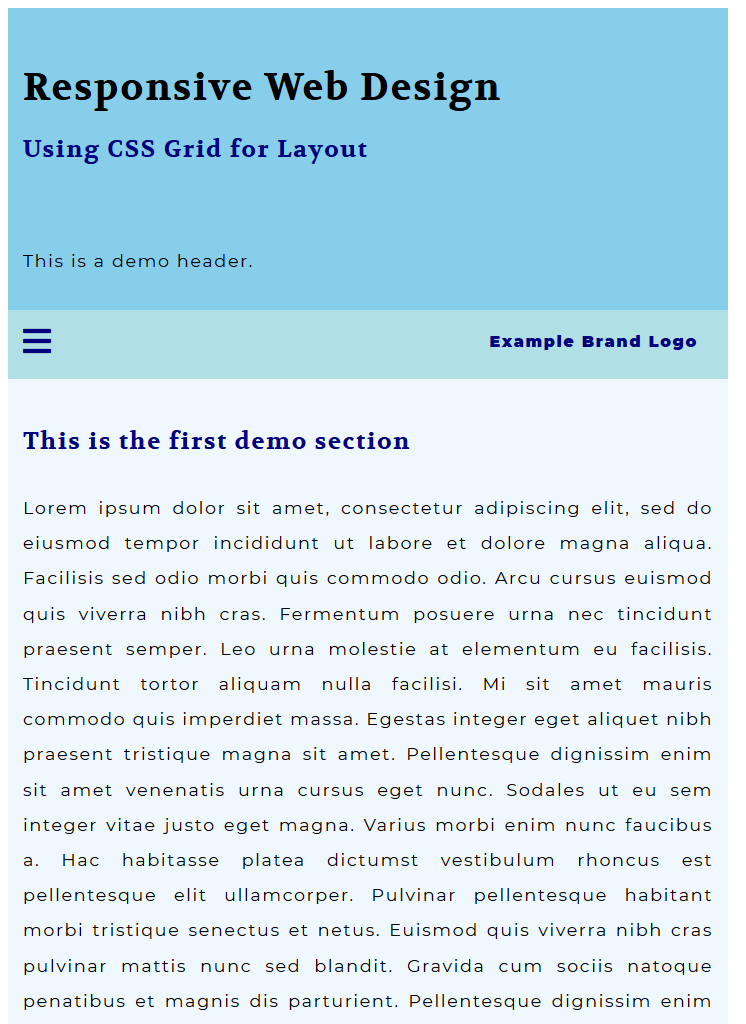 Responsive Web Design
Using CSS Grid for Layout
This is a demo header.
Example Brand Logo
This is the first demo section
Lorem ipsum dolor sit amet, consectetur adipiscing elit, sed do
eiusmod tempor incididunt ut labore et dolore magna aliqua.
Facilisis sed odio morbi quis commodo odio. Arcu cursus euismod
quis viverra nibh cras. Fermentum posuere urna nec tincidunt
praesent semper. Leo urna molestie at elementum eu facilisis.
Tincidunt tortor aliquam nulla facilisi. Mi sit amet mauris
commodo quis imperdiet massa. Egestas integer eget aliquet nibh
praesent tristique magna sit amet. Pellentesque dignissim enim
sit amet venenatis urna cursus eget nunc. Sodales ut eu sem
integer vitae justo eget magna. Varius morbi enim nunc faucibus
a. Hac habitasse platea dictumst vestibulum rhoncus est
pellentesque elit ullamcorper. Pulvinar pellentesque habitant
morbi tristique senectus et netus. Euismod quis viverra nibh cras
pulvinar mattis nunc sed blandit. Gravida cum sociis natoque
penatibus et magnis dis parturient. Pellentesque dignissim enim